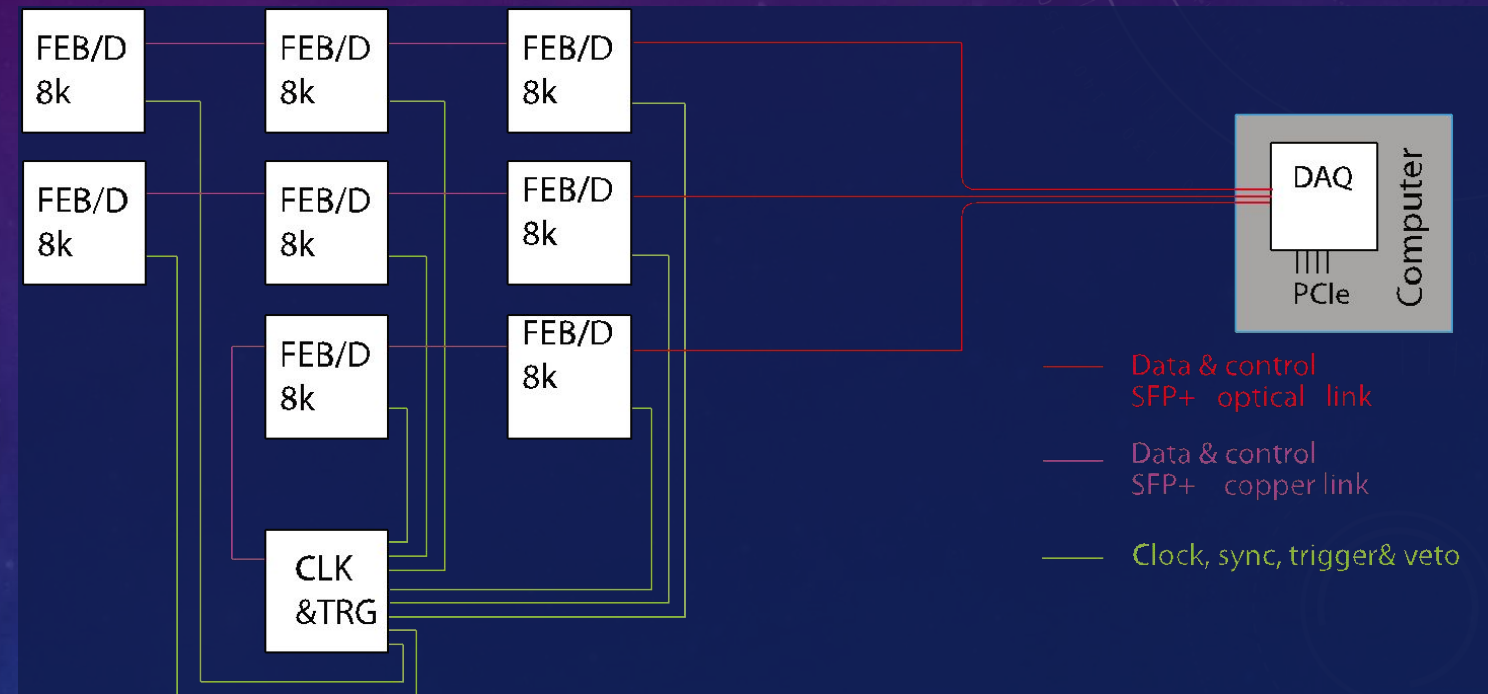 FEB/D
8k
FEB/D
8k
FEB/D
8k
FEB/D
8k
FEB/D
8k
FEB/D
8k
DAQ
PCIe
Computer
FEB/D
8k
FEB/D
8k
Data & control
SFP+ optical link
Data & control
SFP+ copper link
CLK
&TRG
Clock, sync, trigger& veto